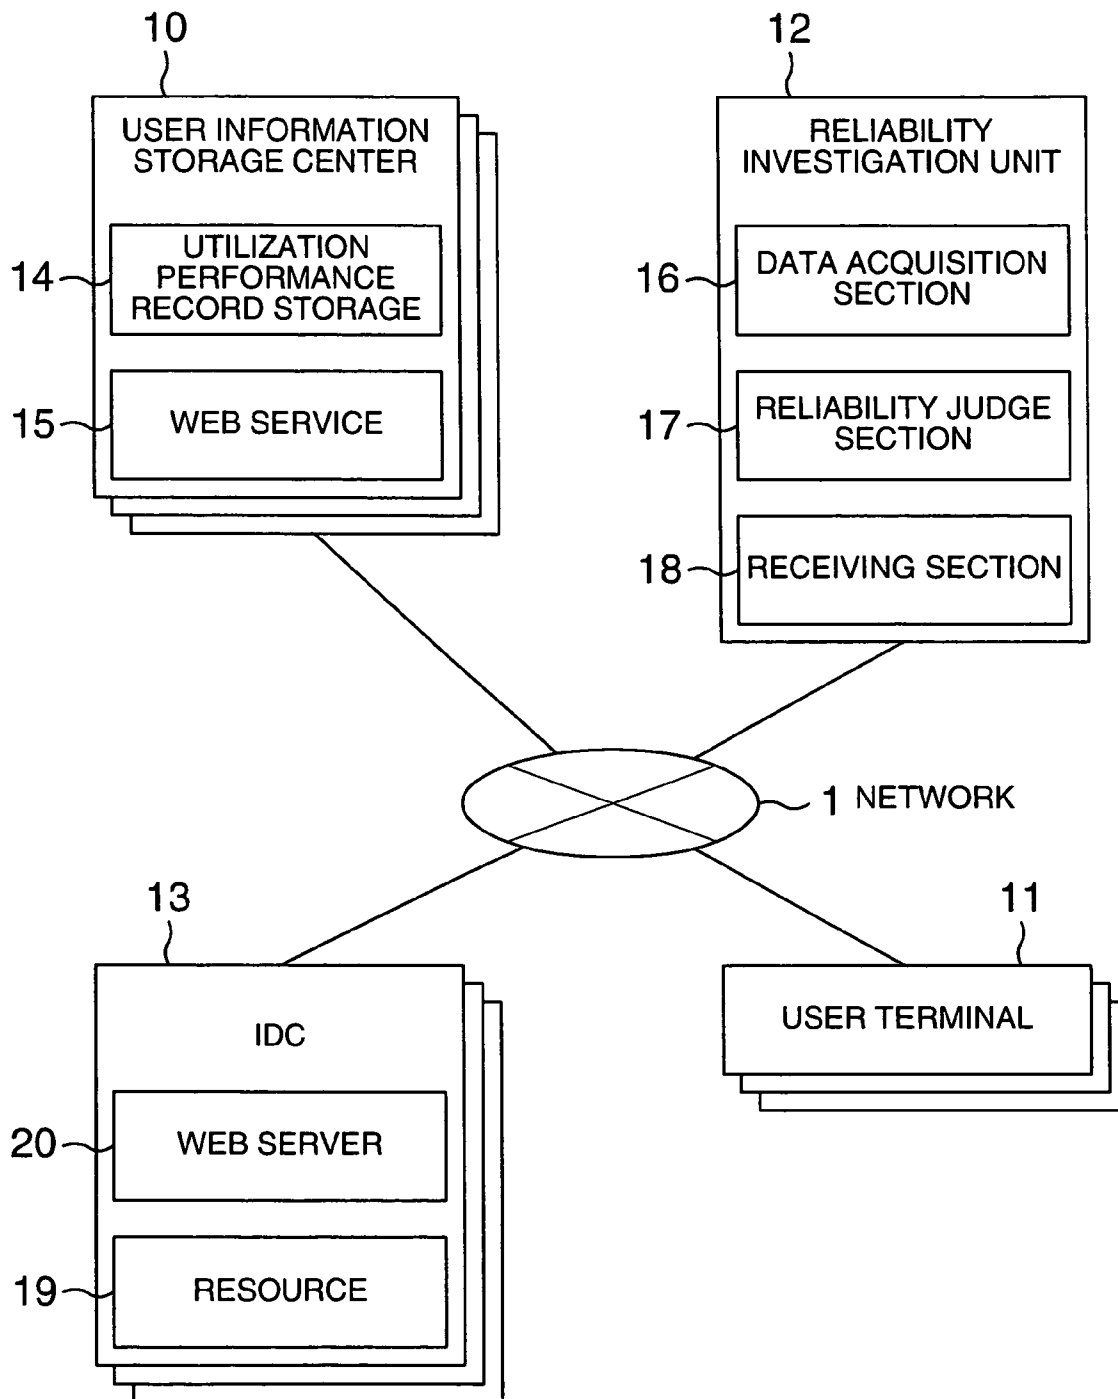 10
USER INFORMATION
STORAGE CENTER
14
UTILIZATION
PERFORMANCE
RECORD STORAGE
15
WEB SERVICE
12
RELIABILITY
INVESTIGATION UNIT
16
DATA ACQUISITION
SECTION
17
RELIABILITY JUDGE
SECTION
18
RECEIVING SECTION
1 NETWORK
13
IDC
20
WEB SERVER
19
RESOURCE
11
USER TERMINAL